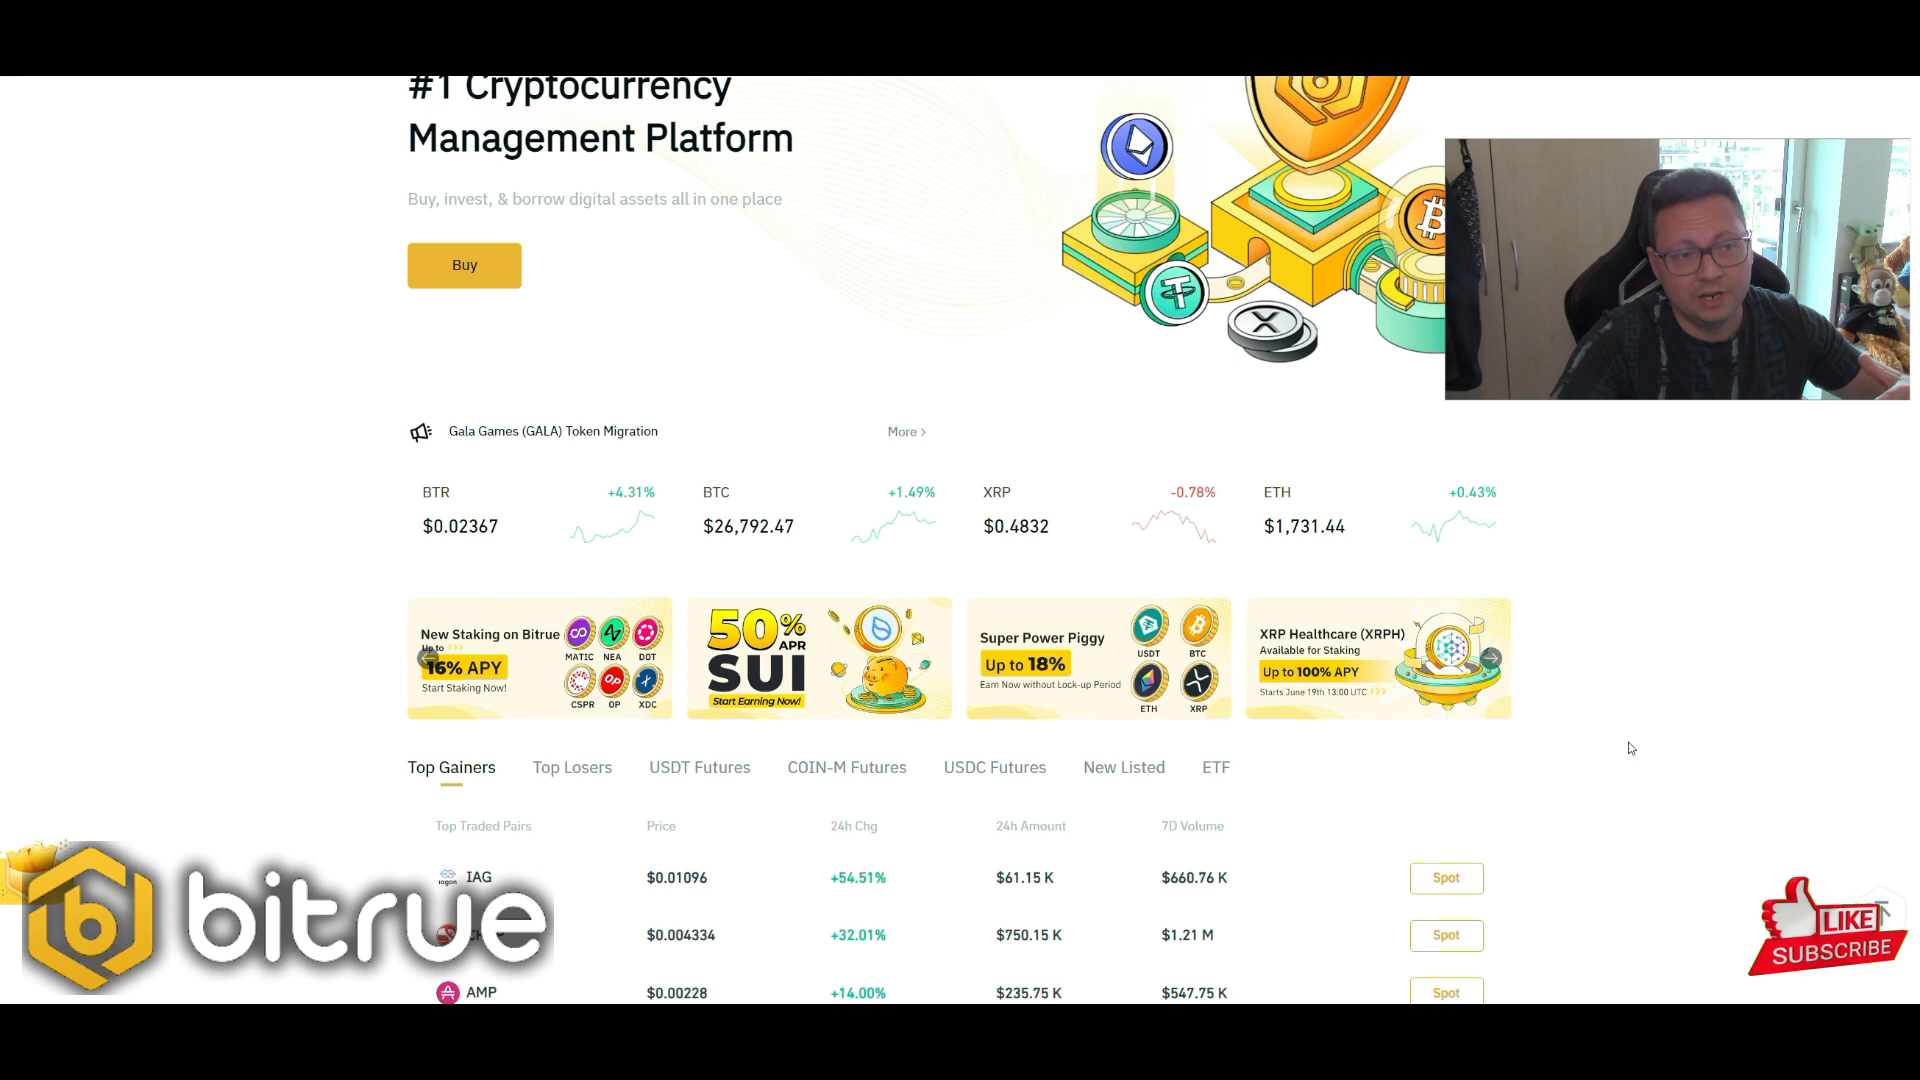 #1 Cryptocurrency
Management Platform
Buy, invest, & borrow digital assets all in one place
Buy
Gala Games (GALA) Token Migration
More >
BTR +4.31%
$0.02367
BTC +1.49%
$26,792.47
XRP -0.78%
$0.4832
ETH +0.43%
$1,731.44
New Staking on Bitrue
Up to
16% APY
Start Staking Now!
MATIC NEA DOT
CSPR OP XDC
50% APR
SUI
Start Earning Now!
Super Power Piggy
Up to 18%
Earn Now without Lock-up Period
USDT BTC
ETH XRP
XRP Healthcare (XRPH)
Available for Staking
Up to 100% APY
Starts June 19th 13:00 UTC
Top Gainers Top Losers USDT Futures COIN-M Futures USDC Futures New Listed ETF
Top Traded Pairs Price 24h Chg 24h Amount 7D Volume
IAG $0.01096 +54.51% $61.15 K $660.76 K Spot
$0.004334 +32.01% $750.15 K $1.21 M Spot
AMP $0.00228 +14.00% $235.75 K $547.75 K Spot
bitrue
LIKE
SUBSCRIBE